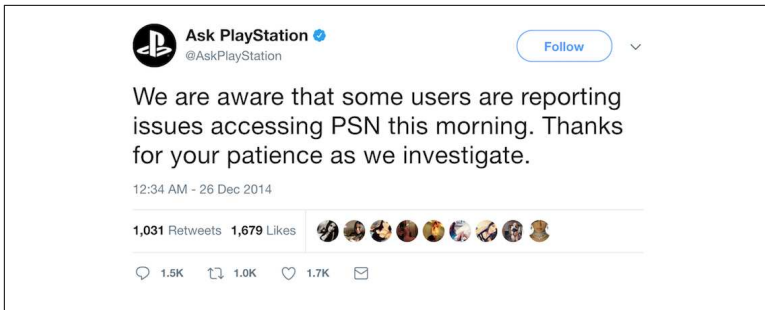 Ask PlayStation
@AskPlayStation
Follow
We are aware that some users are reporting
issues accessing PSN this morning. Thanks
for your patience as we investigate.
12:34 AM - 26 Dec 2014
1,031 Retweets 1,679 Likes
1.5K 1.0K 1.7K